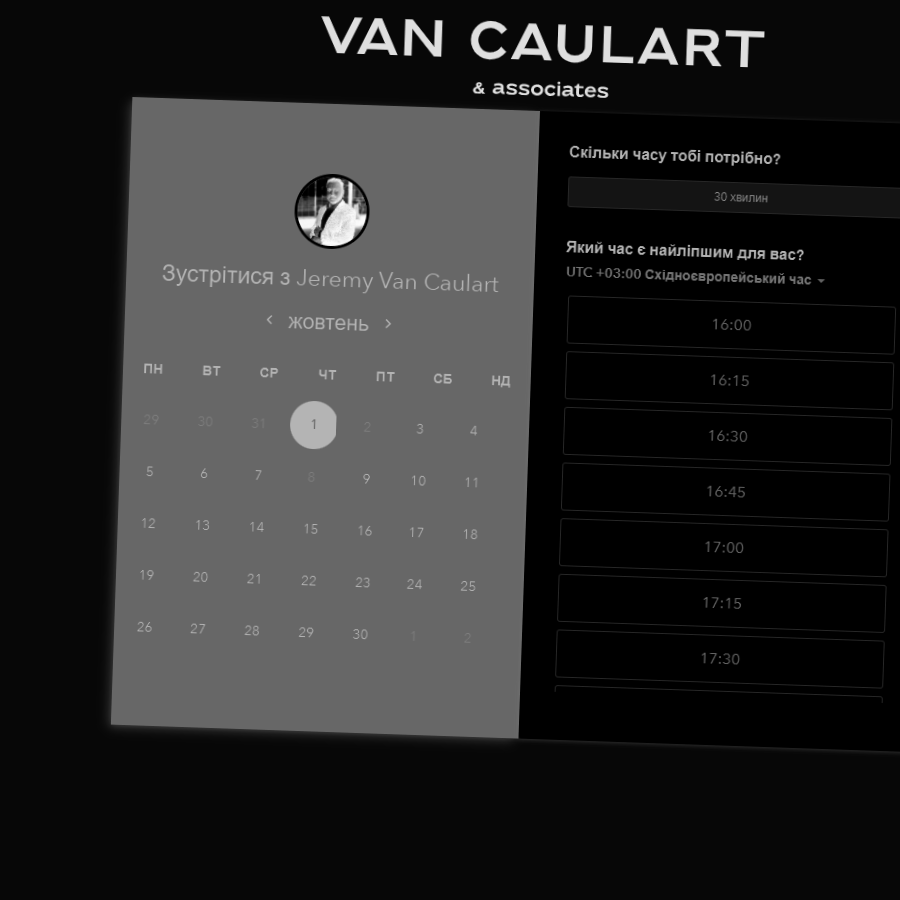 VAN CAULART
& associates
Зустрітися з Jeremy Van Caulart
‹ жовтень ›
ПН ВТ СР ЧТ ПТ СБ НД
29 30 31 1 2 3 4
5 6 7 8 9 10 11
12 13 14 15 16 17 18
19 20 21 22 23 24 25
26 27 28 29 30 1 2
Скільки часу тобі потрібно?
30 хвилин
Який час є найліпшим для вас?
UTC +03:00 Східноєвропейський час
16:00
16:15
16:30
16:45
17:00
17:15
17:30